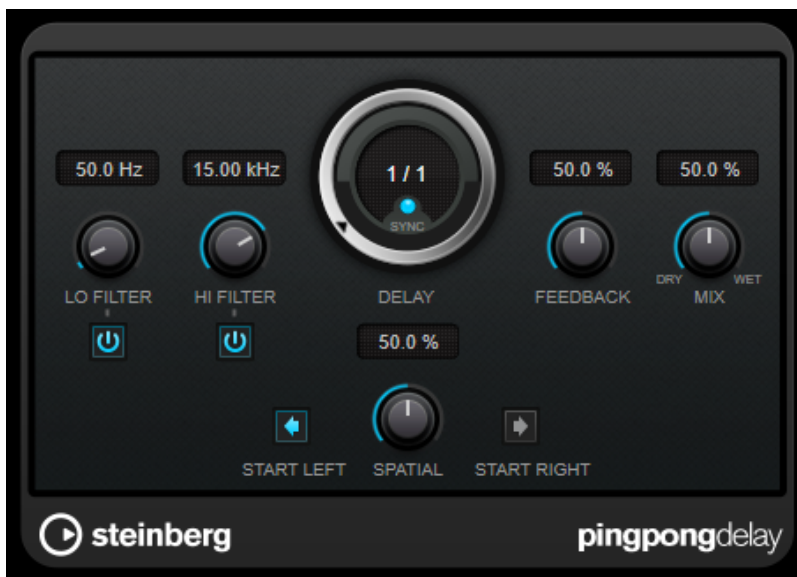 50.0 Hz
15.00 kHz
1 / 1
SYNC
50.0 %
50.0 %
LO FILTER
HI FILTER
DELAY
FEEDBACK
DRY
WET
MIX
50.0 %
START LEFT
SPATIAL
START RIGHT
steinberg
pingpongdelay